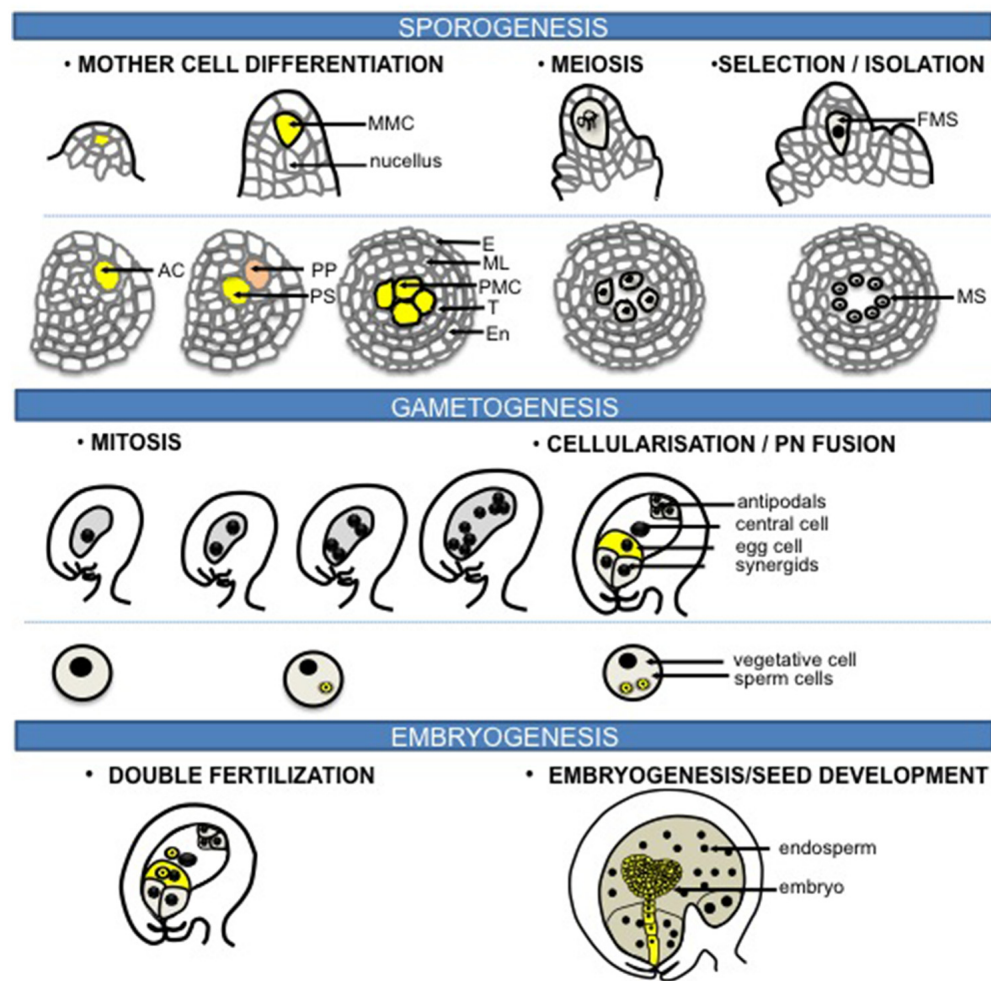 SPOROGENESIS
• MOTHER CELL DIFFERENTIATION
• MEIOSIS
•SELECTION / ISOLATION
MMC
nucellus
FMS
AC
PP
PS
E
ML
PMC
T
En
MS
GAMETOGENESIS
• MITOSIS
• CELLULARISATION / PN FUSION
antipodals
central cell
egg cell
synergids
vegetative cell
sperm cells
EMBRYOGENESIS
• DOUBLE FERTILIZATION
• EMBRYOGENESIS/SEED DEVELOPMENT
endosperm
embryo